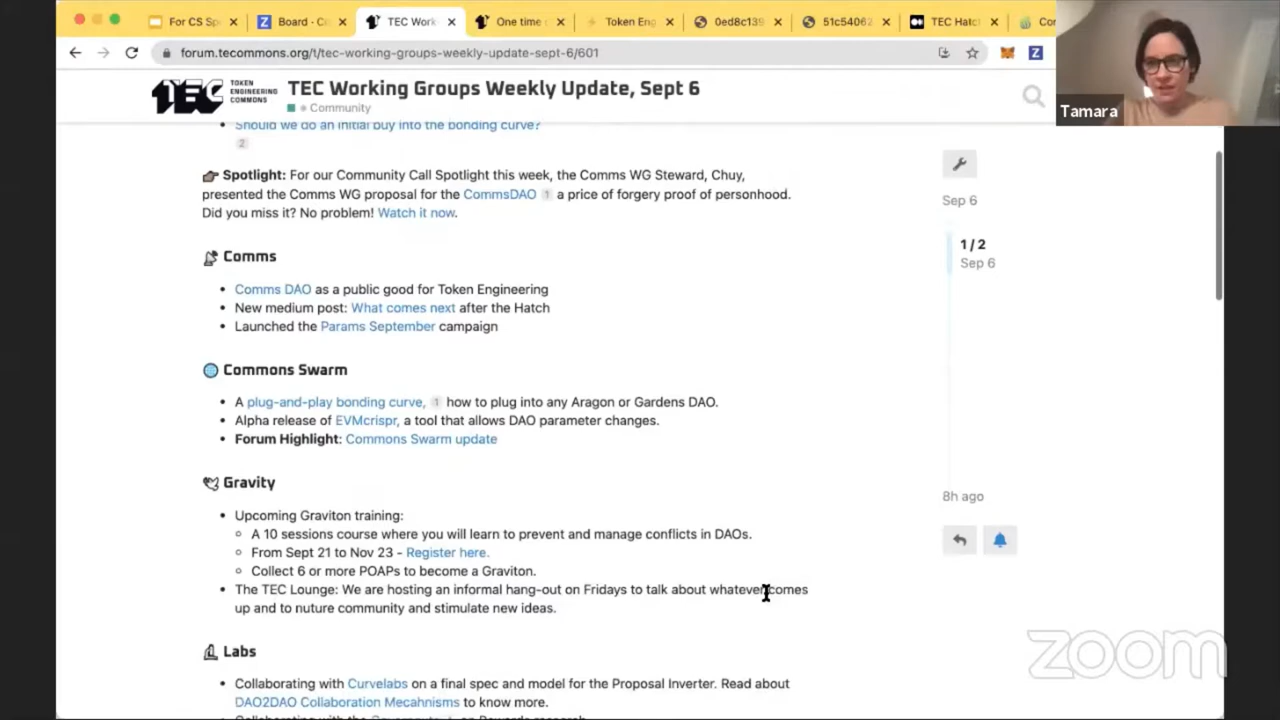 For CS Sp
Board - C
TEC Work
One time
Token Eng
0ed8c139
51c54062
TEC Hatch
Cor
forum.tecommons.org/t/tec-working-groups-weekly-update-sept-6/601
TEC
TOKEN
ENGINEERING
COMMONS
TEC Working Groups Weekly Update, Sept 6
Community
Tamara
Should we do an initial buy into the bonding curve?
2
Spotlight: For our Community Call Spotlight this week, the Comms WG Steward, Chuy,
presented the Comms WG proposal for the CommsDAO 1 a price of forgery proof of personhood.
Did you miss it? No problem! Watch it now.
Comms
• Comms DAO as a public good for Token Engineering
• New medium post: What comes next after the Hatch
• Launched the Params September campaign
Commons Swarm
• A plug-and-play bonding curve, 1 how to plug into any Aragon or Gardens DAO.
• Alpha release of EVMcrispr, a tool that allows DAO parameter changes.
• Forum Highlight: Commons Swarm update
Gravity
• Upcoming Graviton training:
○ A 10 sessions course where you will learn to prevent and manage conflicts in DAOs.
○ From Sept 21 to Nov 23 - Register here.
○ Collect 6 or more POAPs to become a Graviton.
• The TEC Lounge: We are hosting an informal hang-out on Fridays to talk about whatever comes
up and to nuture community and stimulate new ideas.
Labs
• Collaborating with Curvelabs on a final spec and model for the Proposal Inverter. Read about
DAO2DAO Collaboration Mecahnisms to know more.
Sep 6
1 / 2
Sep 6
8h ago
zoom